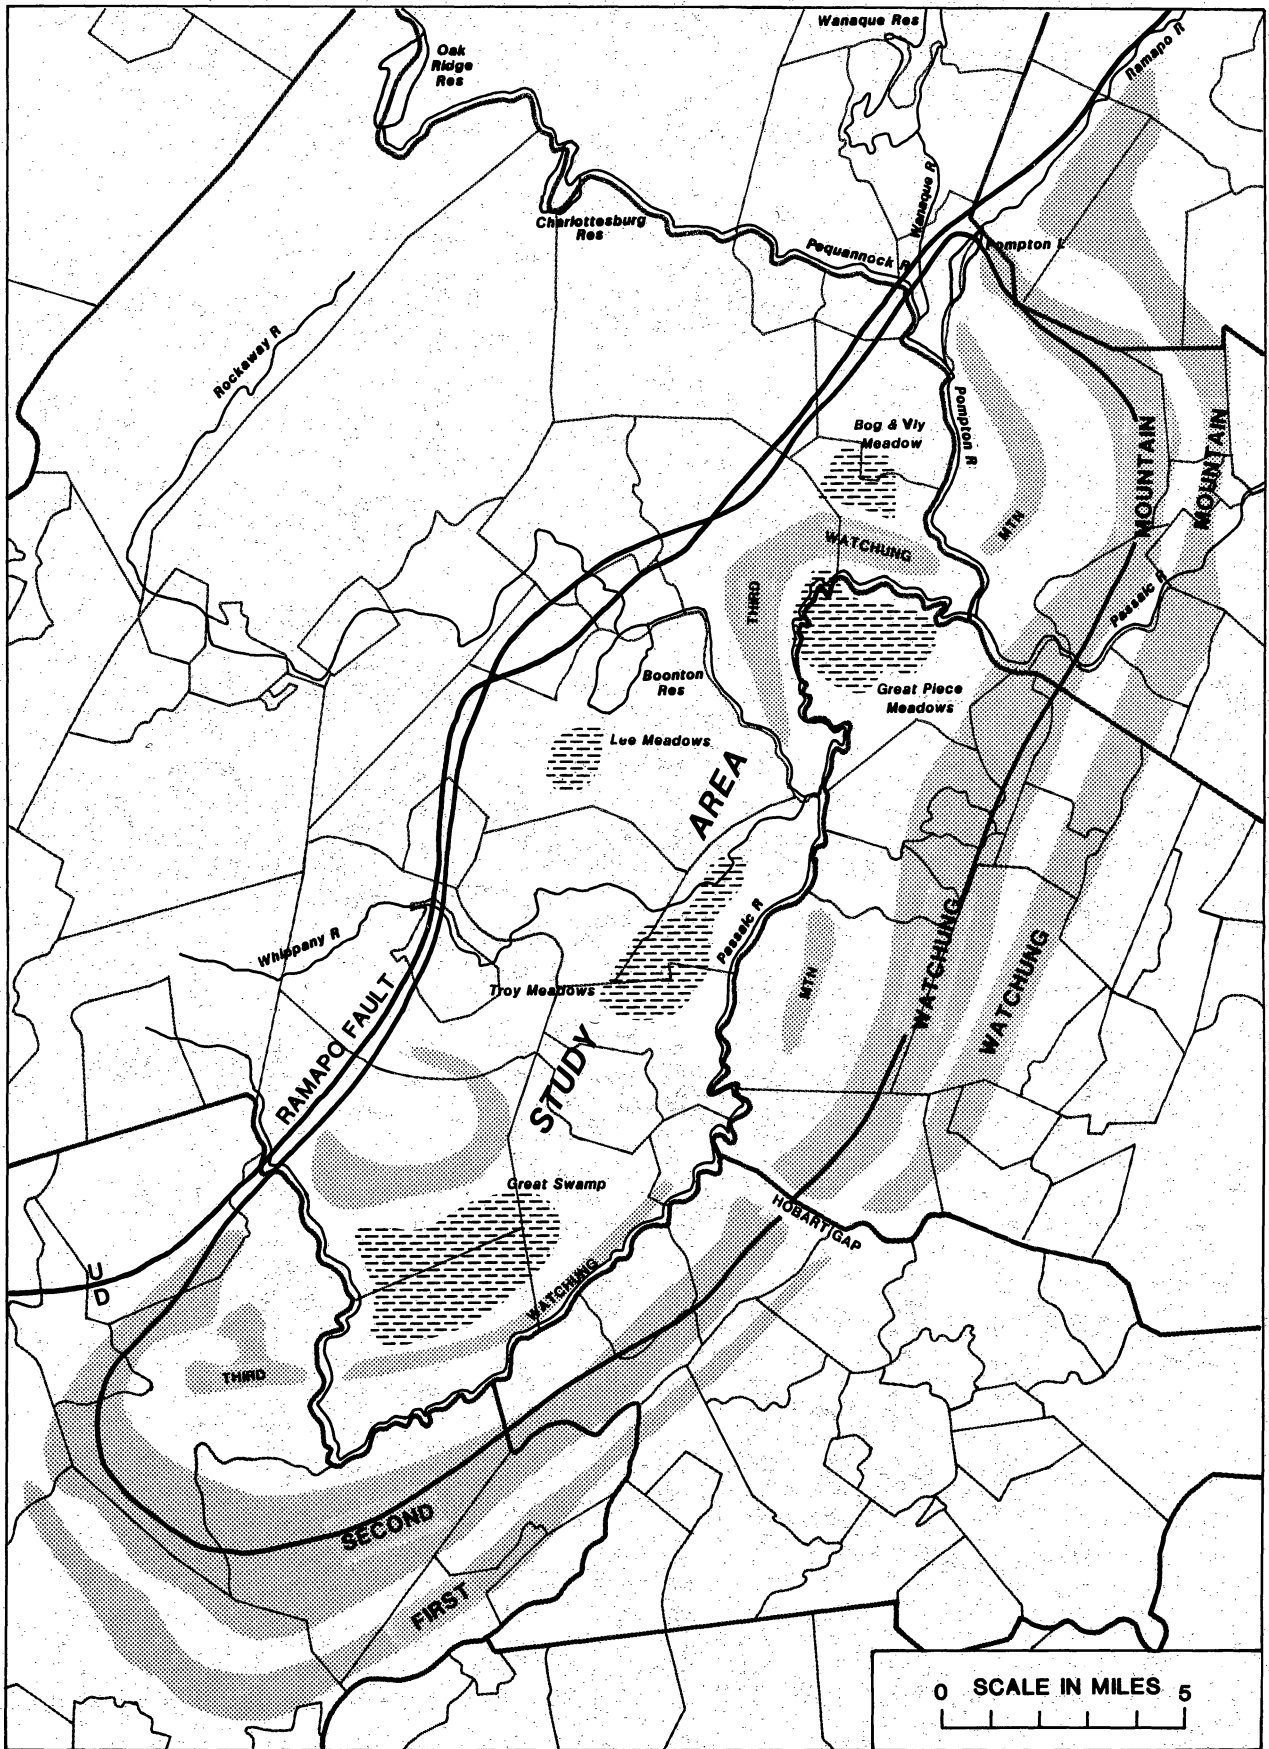 Wanaque Res
Ramapo R
Oak
Ridge
Res
Wanaque R
Charlottesburg
Res
Pequannock R
Pompton L
Rockaway R
Pompton R
Bog & Vly
Meadow
MOUNTAIN
MOUNTAIN
MTN
WATCHUNG
THIRD
Passaic R
Boonton
Res
Great Piece
Meadows
Lee Meadows
AREA
Passaic R
Whippany R
WATCHUNG
WATCHUNG
MTN
Troy Meadows
RAMAPO FAULT
STUDY
Great Swamp
HOBART GAP
U
D
WATCHUNG
THIRD
SECOND
FIRST
SCALE IN MILES
0 5